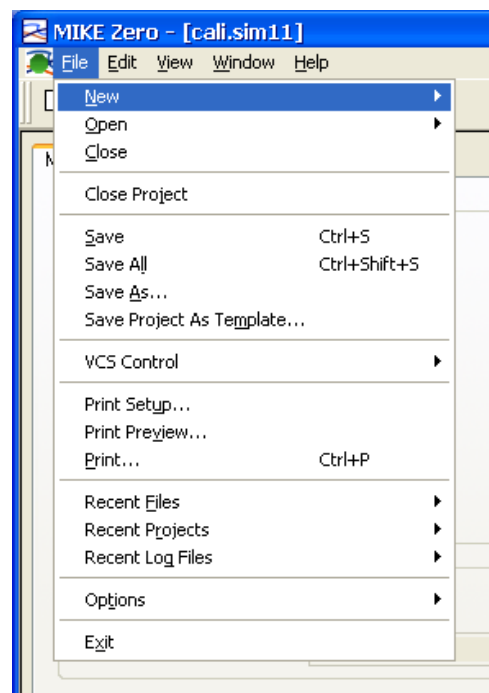 MIKE Zero - [cali.sim11]
File Edit View Window Help
New
Open
Close
Close Project
Save Ctrl+S
Save All Ctrl+Shift+S
Save As...
Save Project As Template...
VCS Control
Print Setup...
Print Preview...
Print... Ctrl+P
Recent Files
Recent Projects
Recent Log Files
Options
Exit